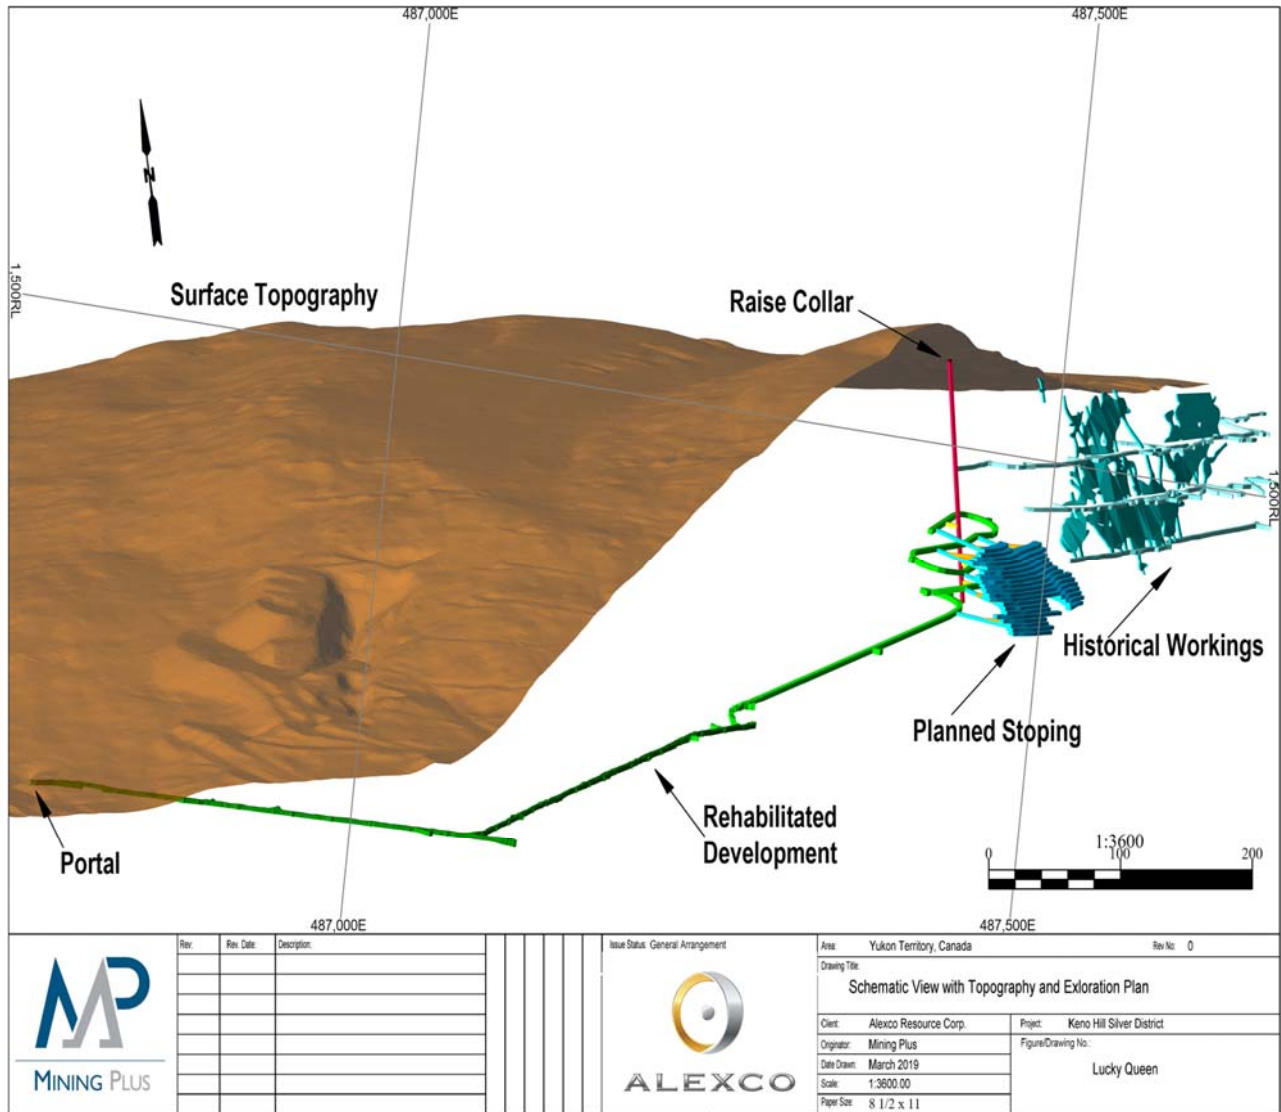 487,000E
487,500E
N
1,500RL
Surface Topography
Raise Collar
1,500RL
Historical Workings
Planned Stoping
Rehabilitated
Development
Portal
1:3600
0 100 200
487,000E
487,500E
MP
MINING PLUS
Rev: Rev. Date: Description:
Issue Status: General Arrangement
ALEXCO
Area: Yukon Territory, Canada Rev No: 0
Drawing Title:
Schematic View with Topography and Exloration Plan
Client: Alexco Resource Corp. Project: Keno Hill Silver District
Originator: Mining Plus Figure/Drawing No.:
Date Drawn: March 2019
Lucky Queen
Scale: 1:3600.00
Paper Size: 8 1/2 x 11